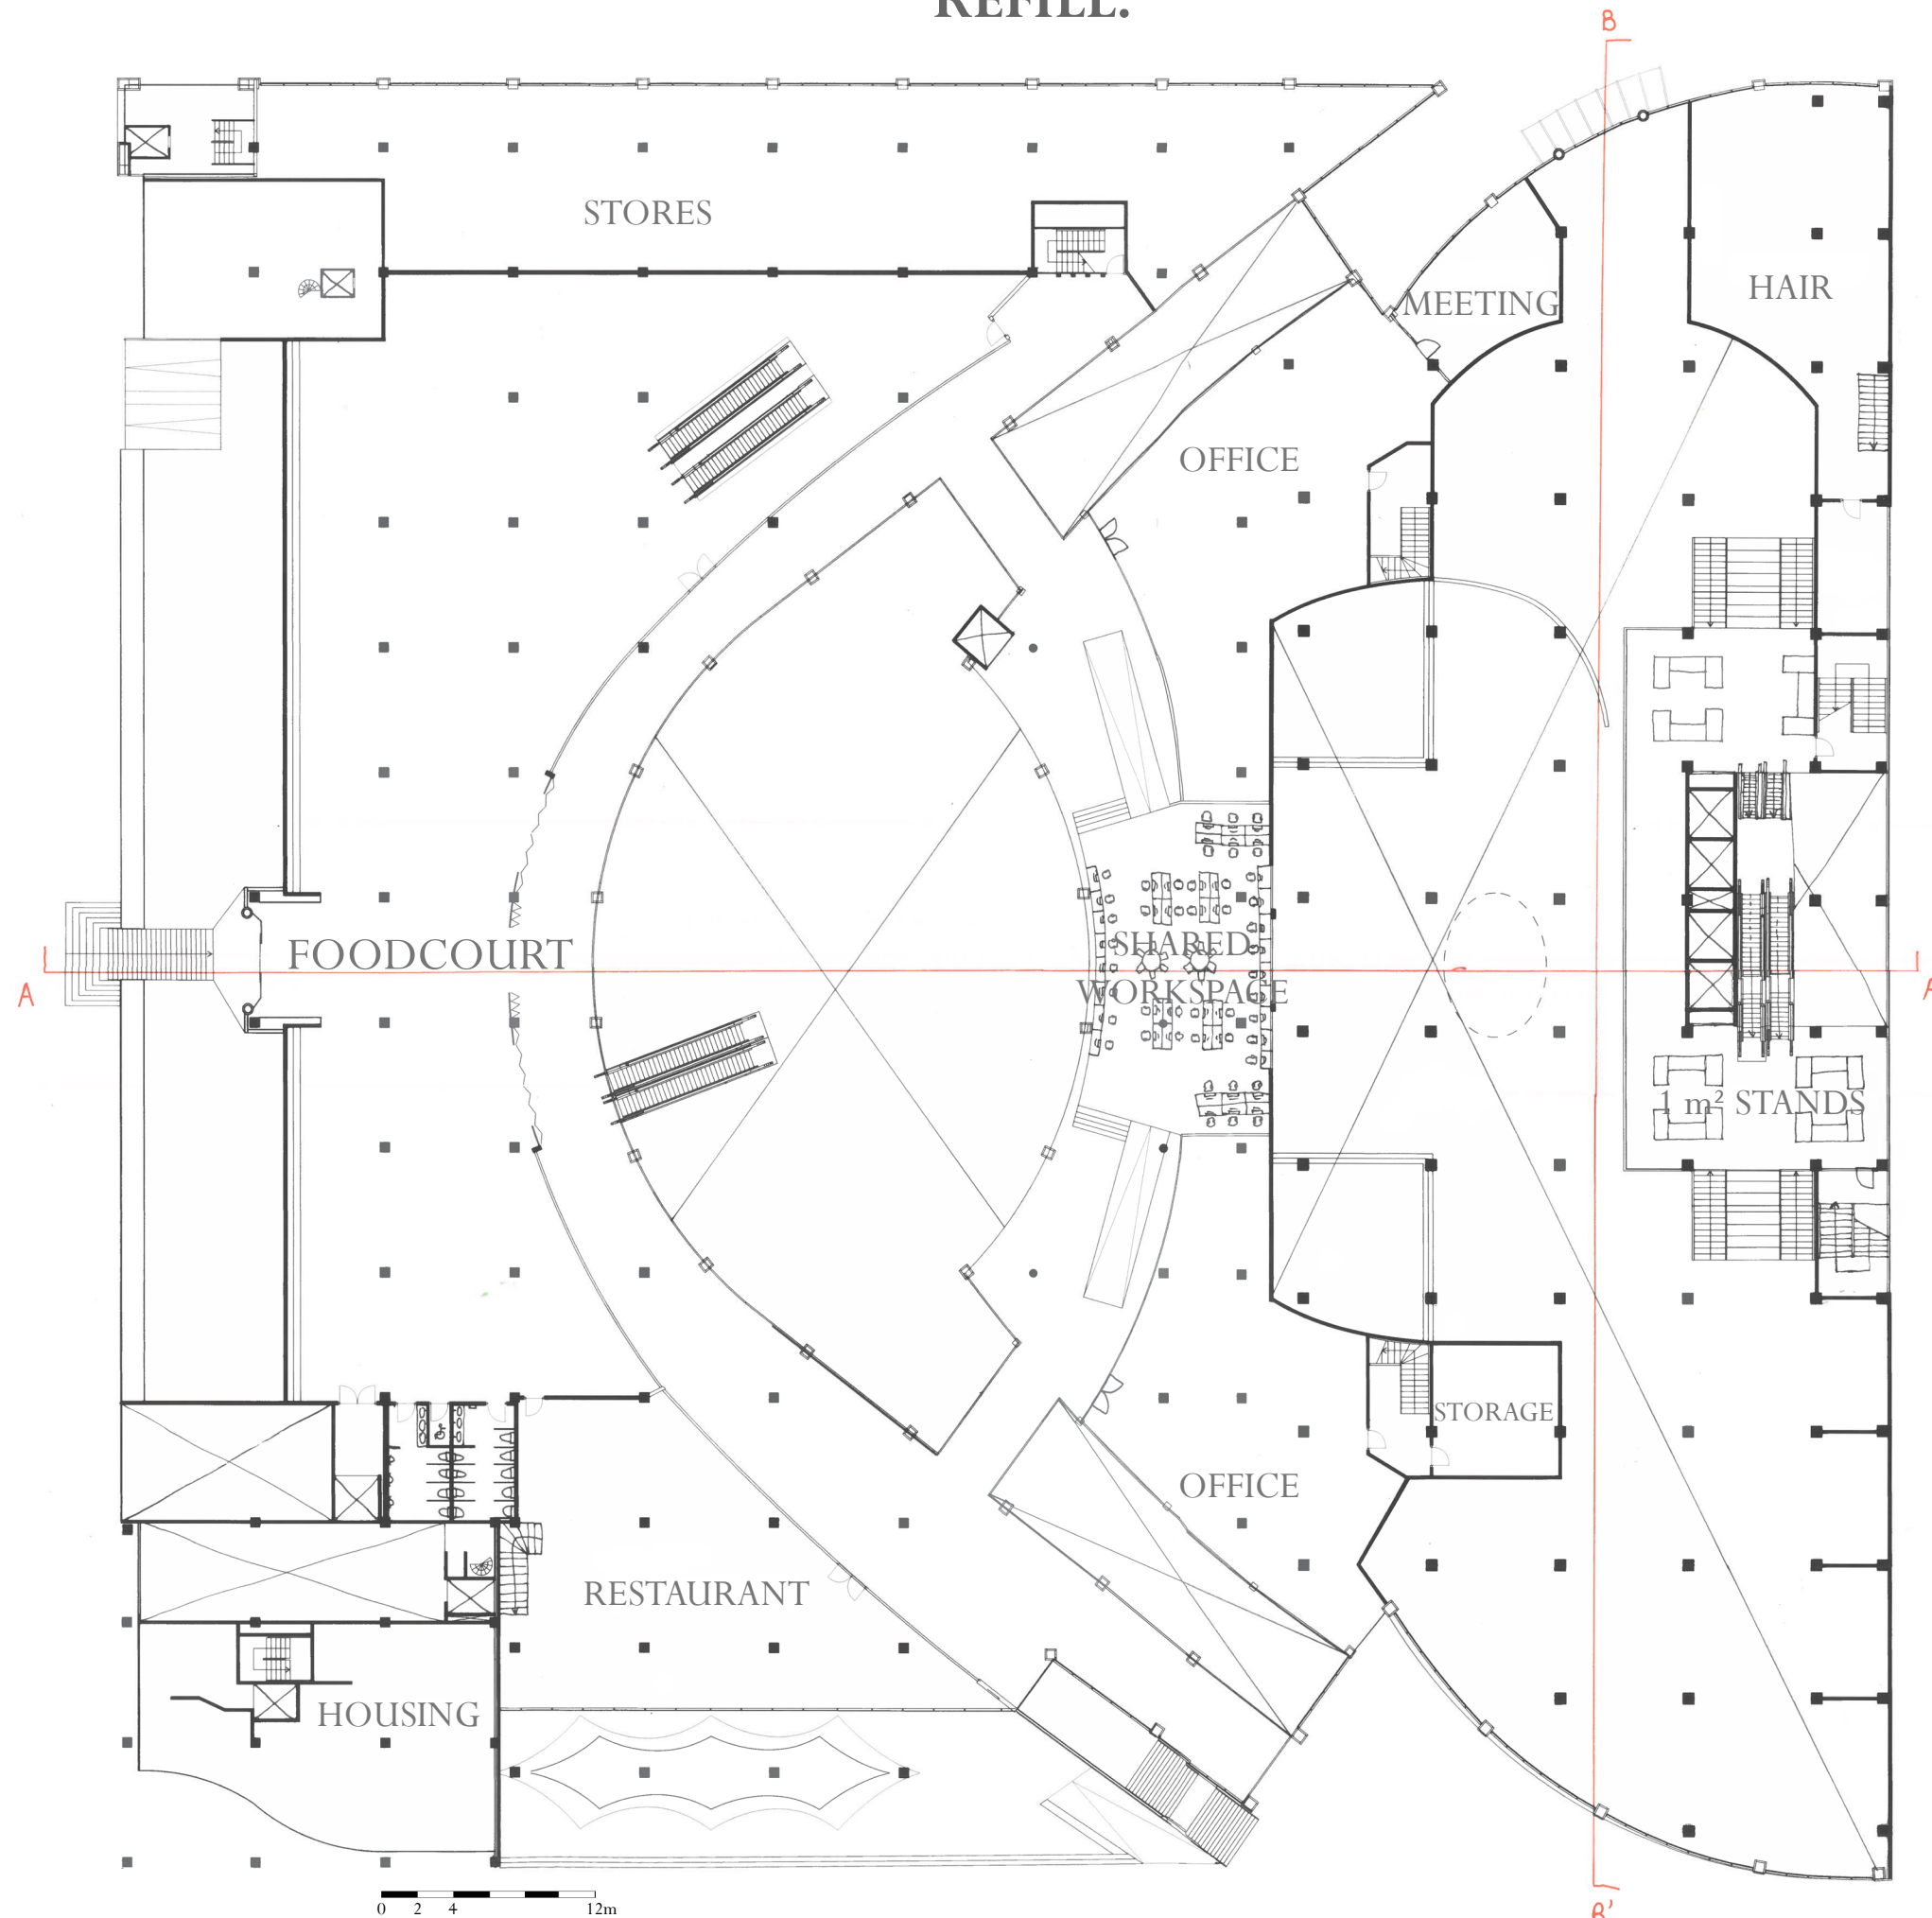 REFILL.
B
STORES
HAIR
MEETING
OFFICE
SHARED
FOODCOURT
A
WORKSPACE
1 m² STANDS
STORAGE
OFFICE
RESTAURANT
HOUSING
0 2 4 12m
B'